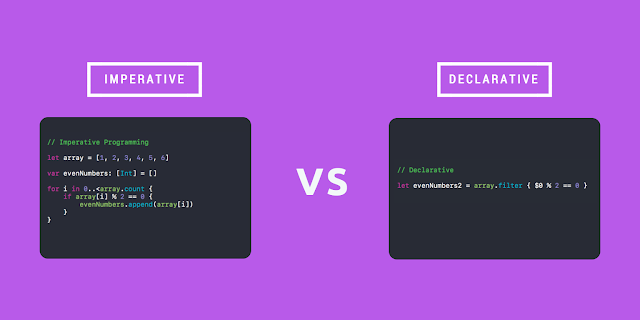 IMPERATIVE
// Imperative Programming
let array = [1, 2, 3, 4, 5, 6]
var evenNumbers: [Int] = []
for i in 0..<array.count {
    if array[i] % 2 == 0 {
        evenNumbers.append(array[i])
    }
}
VS
DECLARATIVE
// Declarative
let evenNumbers2 = array.filter { $0 % 2 == 0 }